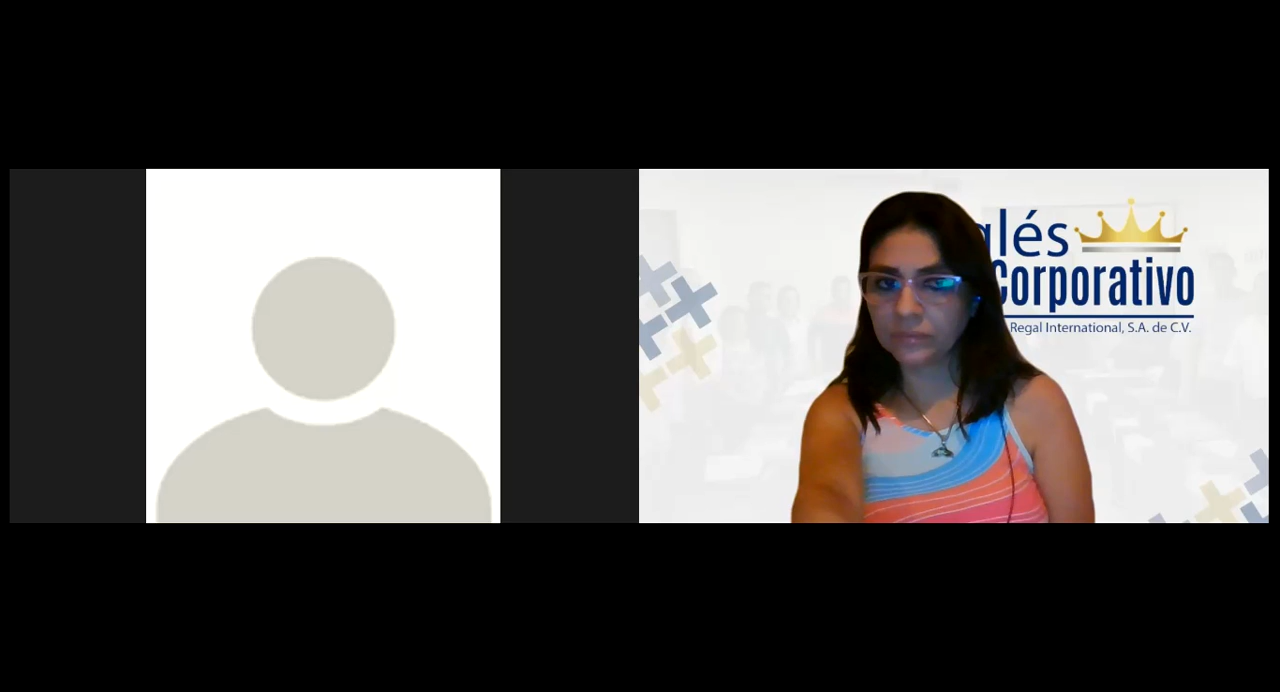 glés
Corporativo
Regal International, S.A. de C.V.